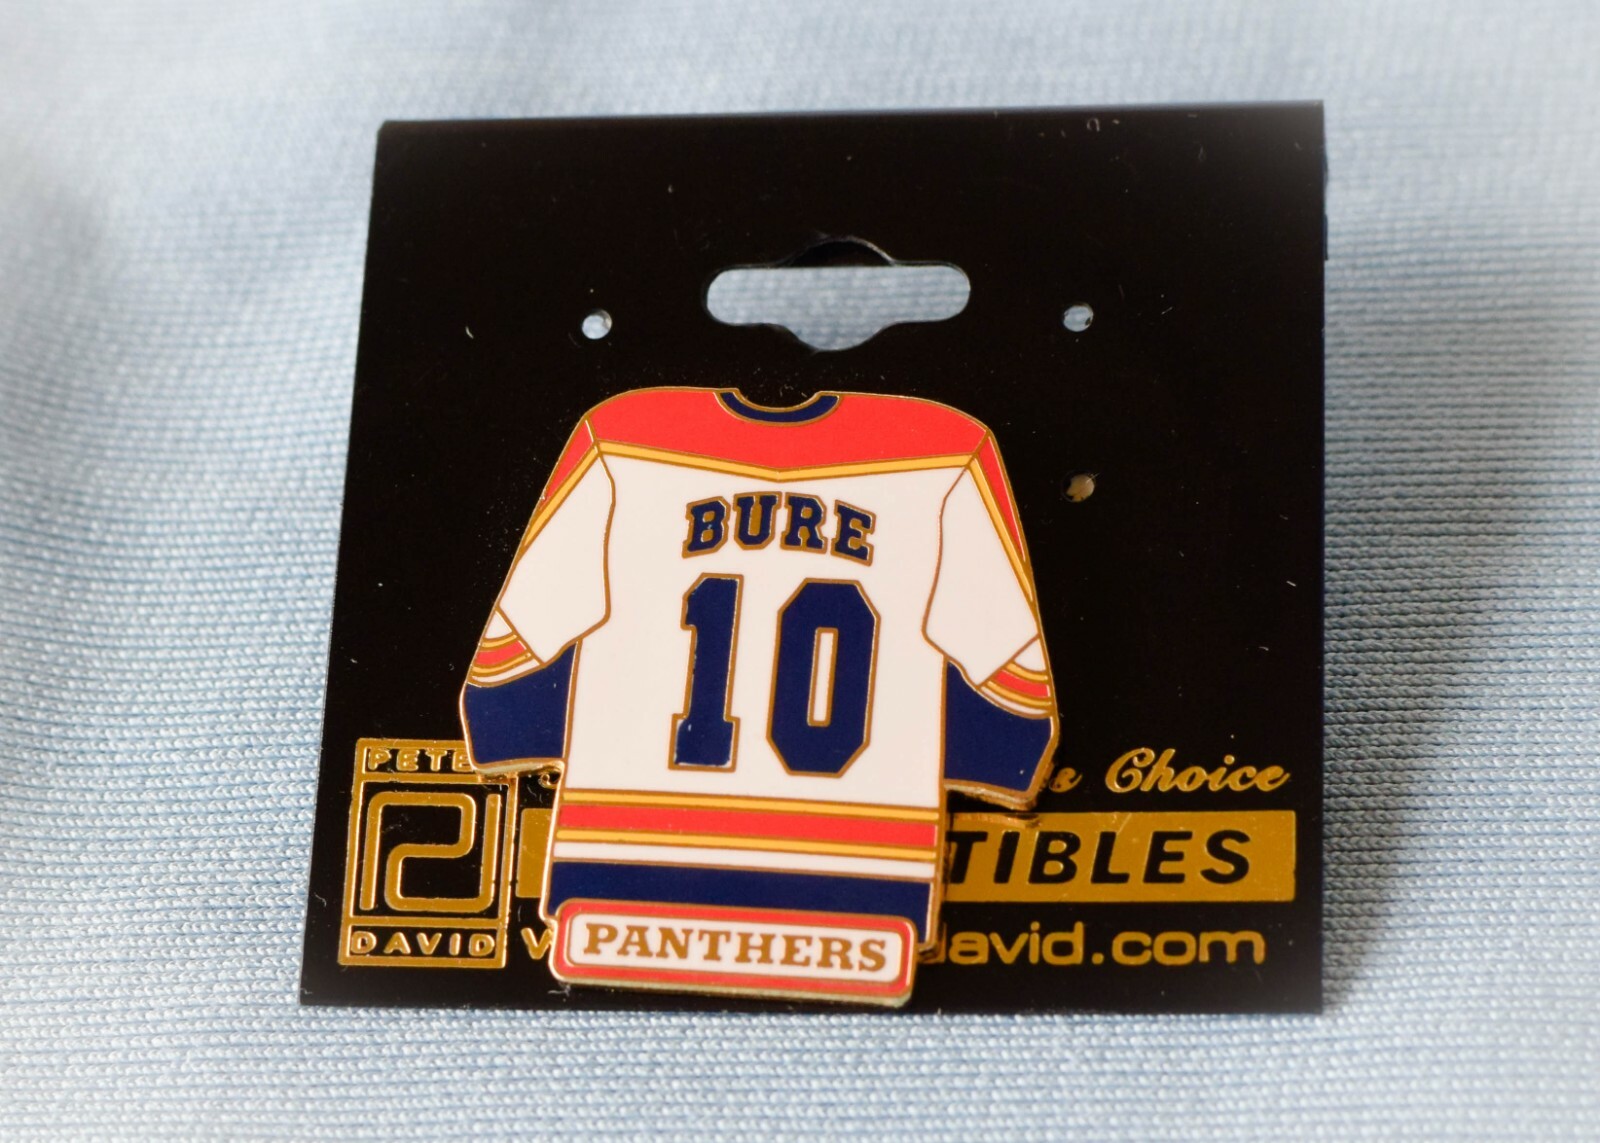 BURE
10
PANTHERS
PETE
DAVID
Choice
TIBLES
david.com